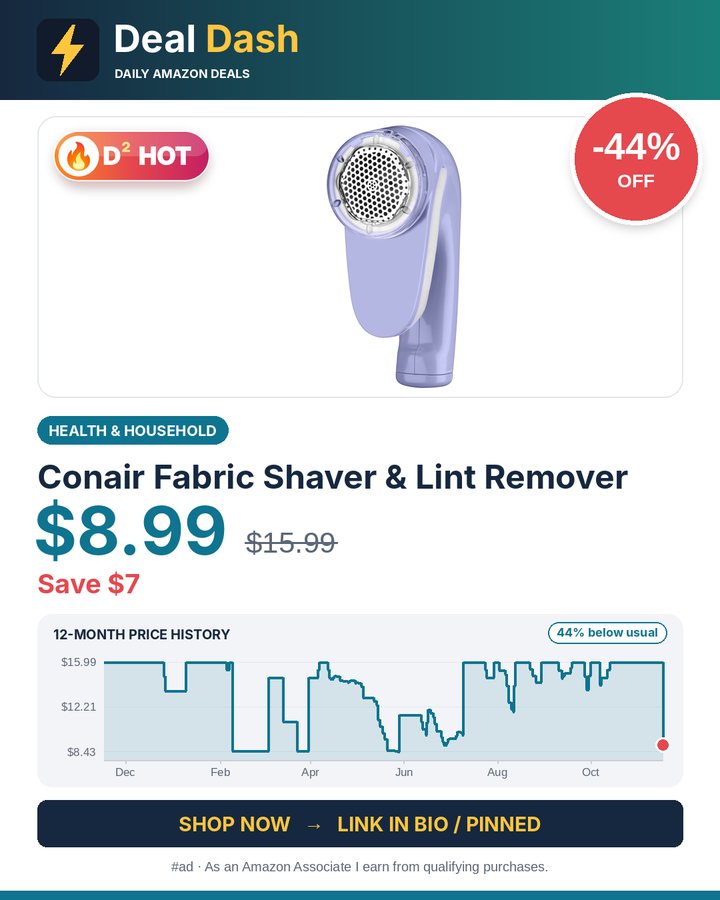 Deal Dash
DAILY AMAZON DEALS
D² HOT
-44%
OFF
HEALTH & HOUSEHOLD
Conair Fabric Shaver & Lint Remover
$8.99 $15.99
Save $7
12-MONTH PRICE HISTORY
44% below usual
$15.99
$12.21
$8.43
Dec Feb Apr Jun Aug Oct
SHOP NOW → LINK IN BIO / PINNED
#ad · As an Amazon Associate I earn from qualifying purchases.